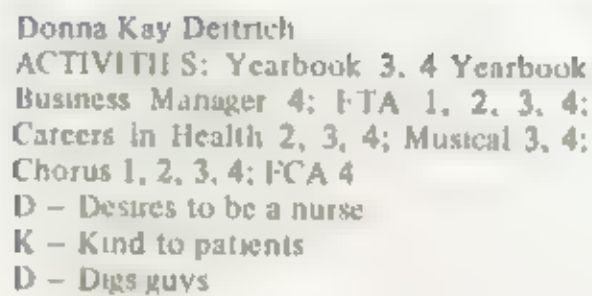 Donna Kay Deitrich
ACTIVITIES: Yearbook 3, 4 Yearbook
Business Manager 4; FTA 1, 2, 3, 4;
Careers in Health 2, 3, 4; Musical 3, 4;
Chorus 1, 2, 3, 4; FCA 4
D – Desires to be a nurse
K – Kind to patients
D – Digs guys